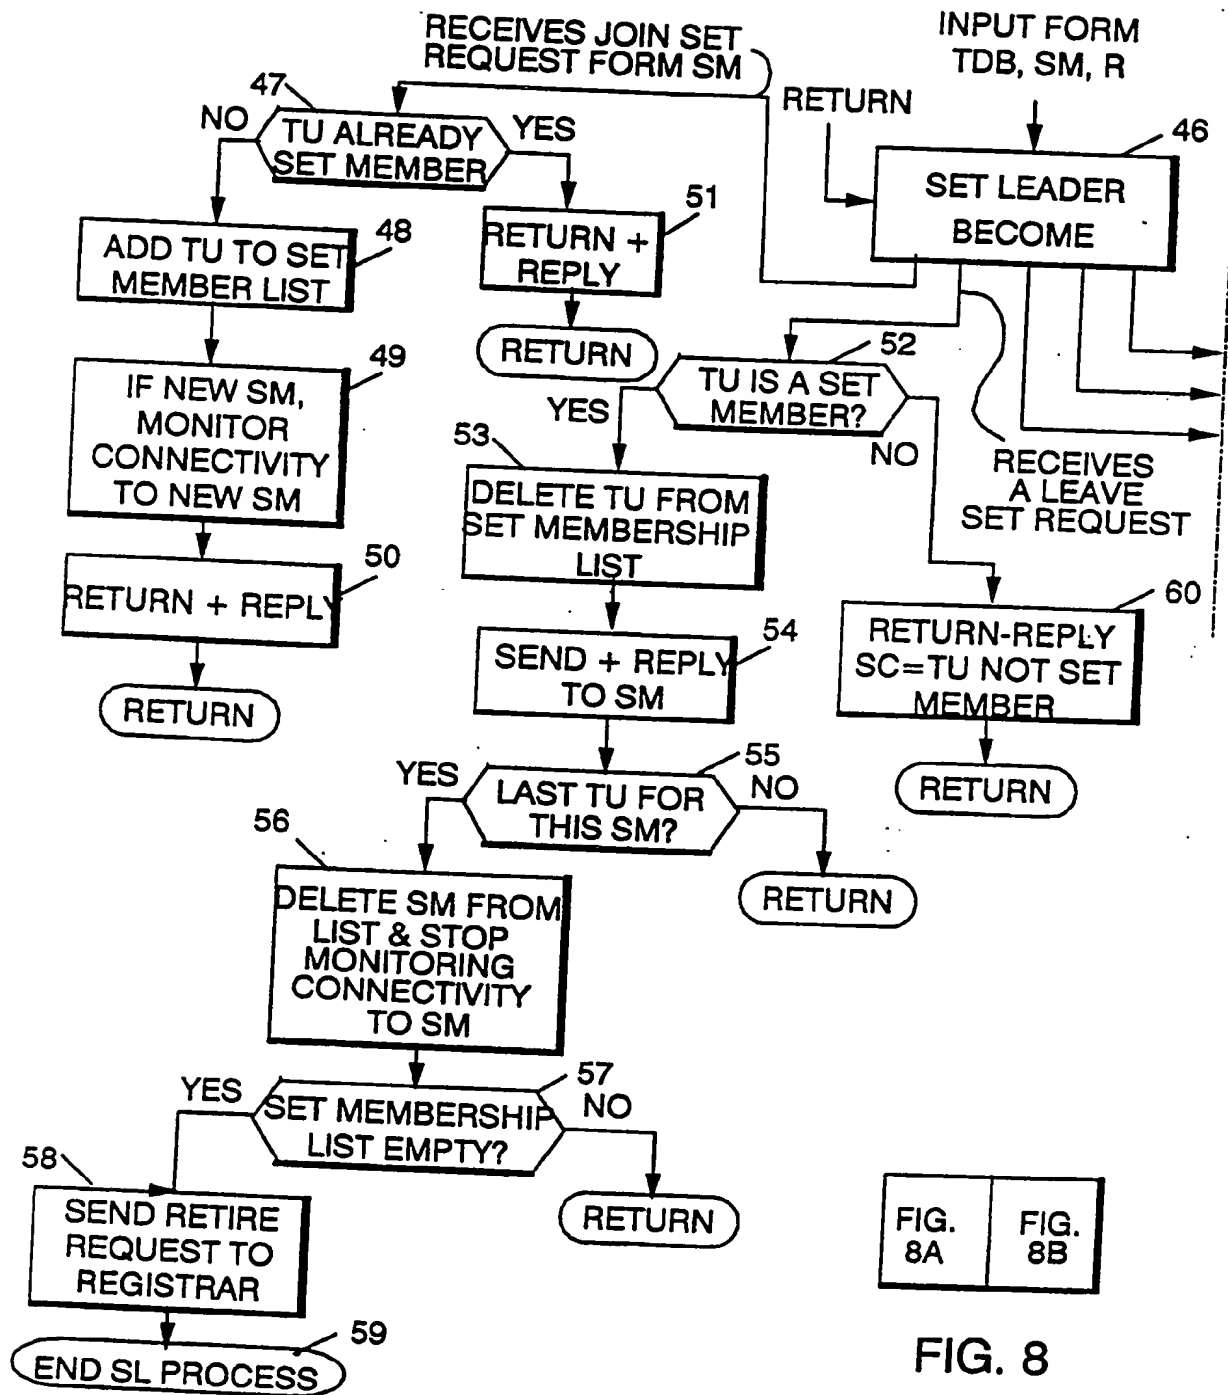 RECEIVES JOIN SET
REQUEST FORM SM
INPUT FORM
TDB, SM, R
RETURN
46
SET LEADER
BECOME
47
NO
TU ALREADY
SET MEMBER
YES
48
ADD TU TO SET
MEMBER LIST
51
RETURN +
REPLY
RETURN
49
IF NEW SM,
MONITOR
CONNECTIVITY
TO NEW SM
50
RETURN + REPLY
RETURN
52
TU IS A SET
MEMBER?
YES
NO
RECEIVES
A LEAVE
SET REQUEST
53
DELETE TU FROM
SET MEMBERSHIP
LIST
54
SEND + REPLY
TO SM
60
RETURN-REPLY
SC=TU NOT SET
MEMBER
RETURN
55
YES
LAST TU FOR
THIS SM?
NO
RETURN
56
DELETE SM FROM
LIST & STOP
MONITORING
CONNECTIVITY
TO SM
57
YES
SET MEMBERSHIP
LIST EMPTY?
NO
RETURN
58
SEND RETIRE
REQUEST TO
REGISTRAR
59
END SL PROCESS
FIG.
8A
FIG.
8B
FIG. 8